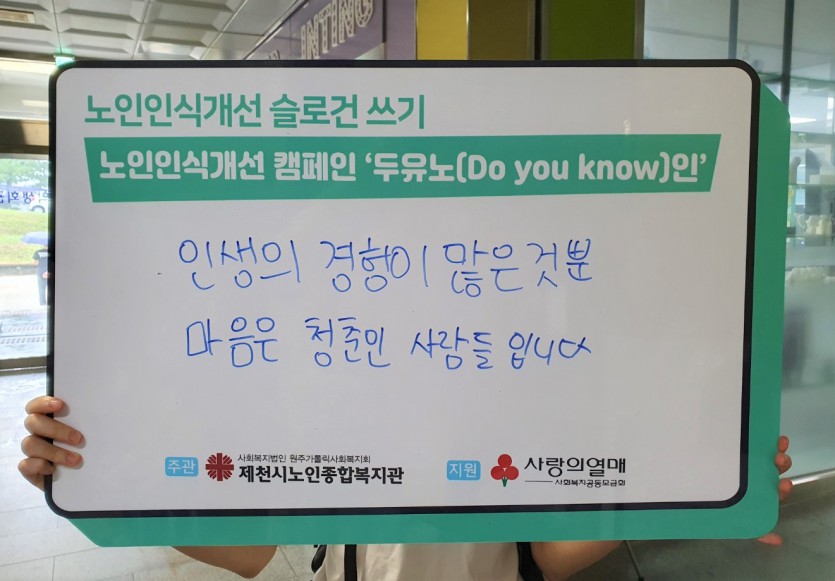 노인인식개선 슬로건 쓰기
노인인식개선 캠페인 ‘두유노(Do you know)인’
인생의 경험이 많은것뿐
마음은 청춘인 사람들 입니다
주관 사회복지법인 원주가톨릭사회복지회
제천시노인종합복지관
지원 사랑의열매
사회복지공동모금회